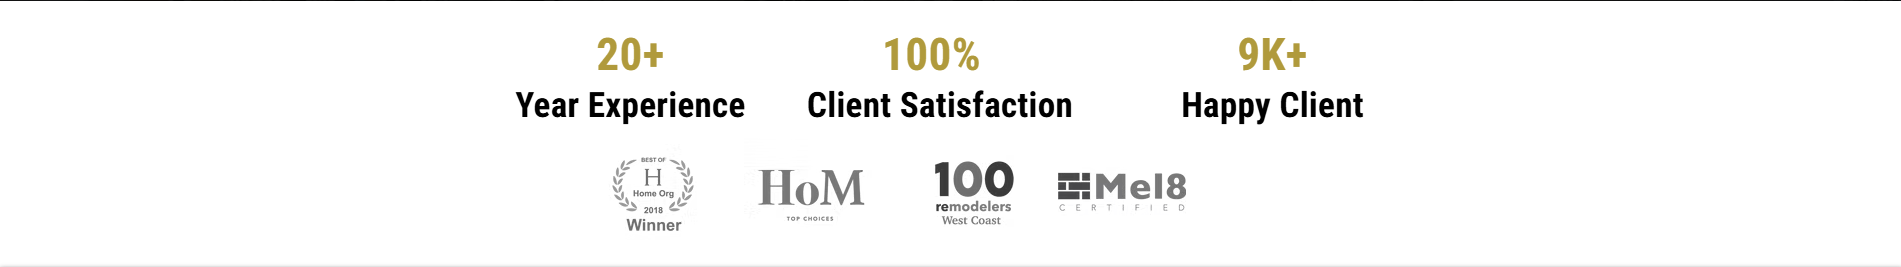 20+ 100% 9K+
Year Experience Client Satisfaction Happy Client
BEST OF
H
Home Org
2018
Winner
HoM
TOP CHOICES
100
remodelers
West Coast
Mel8
CERTIFIED